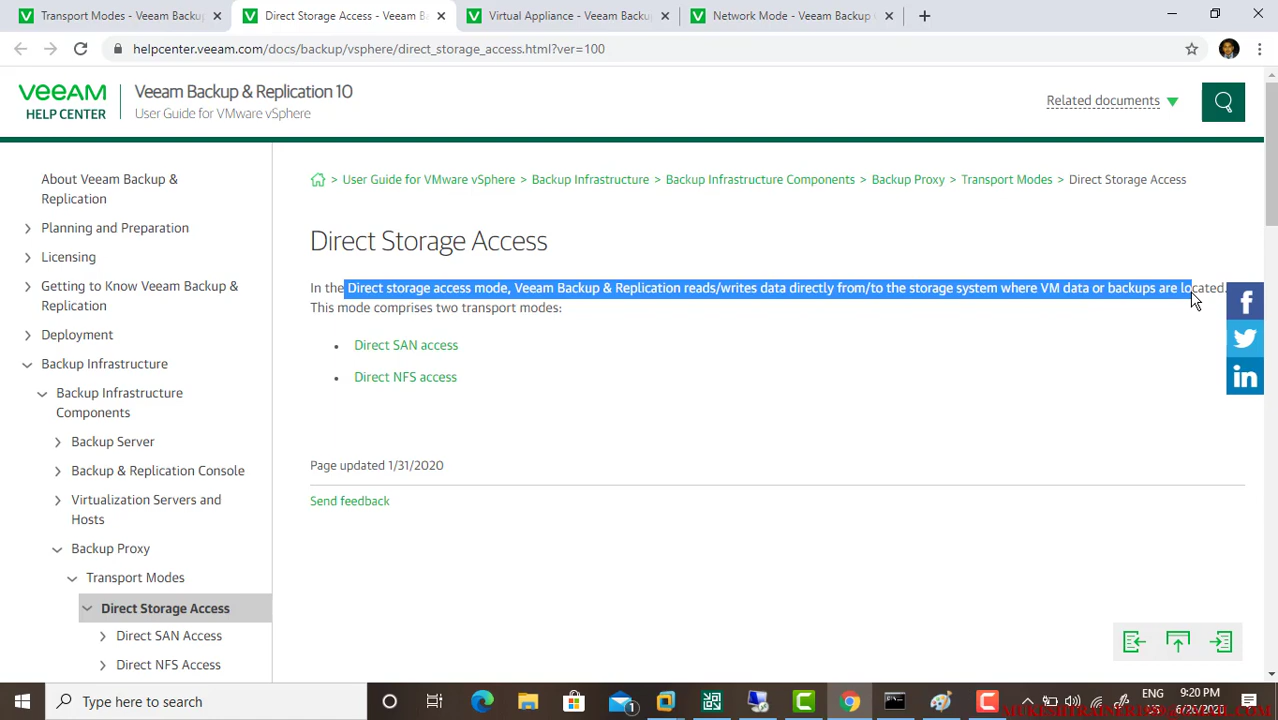 Transport Modes - Veeam Backup
Direct Storage Access - Veeam B
Virtual Appliance - Veeam Backup
Network Mode - Veeam Backup
helpcenter.veeam.com/docs/backup/vsphere/direct_storage_access.html?ver=100
VEEAM
HELP CENTER
Veeam Backup & Replication 10
User Guide for VMware vSphere
Related documents
About Veeam Backup &
Replication
Planning and Preparation
Licensing
Getting to Know Veeam Backup &
Replication
Deployment
Backup Infrastructure
Backup Infrastructure
Components
Backup Server
Backup & Replication Console
Virtualization Servers and
Hosts
Backup Proxy
Transport Modes
Direct Storage Access
Direct SAN Access
Direct NFS Access
> User Guide for VMware vSphere > Backup Infrastructure > Backup Infrastructure Components > Backup Proxy > Transport Modes > Direct Storage Access
Direct Storage Access
In the Direct storage access mode, Veeam Backup & Replication reads/writes data directly from/to the storage system where VM data or backups are located.
This mode comprises two transport modes:
• Direct SAN access
• Direct NFS access
Page updated 1/31/2020
Send feedback
Type here to search
1
ENG
9:20 PM
6/26/2020